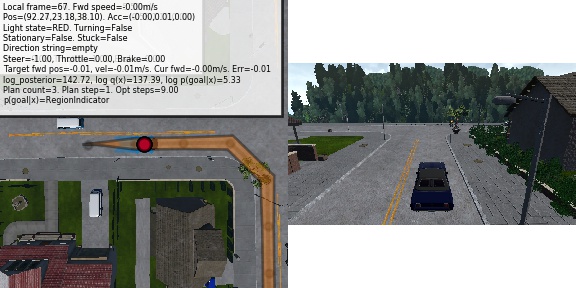 Local frame=67. Fwd speed=-0.00m/s
Pos=(92.27,23.18,38.10). Acc=(-0.00,0.01,0.00)
Light state=RED. Turning=False
Stationary=False. Stuck=False
Direction string=empty
Steer=-1.00, Throttle=0.00, Brake=0.00
Target fwd pos=-0.01, vel=-0.01m/s. Cur fwd=-0.00m/s. Err=-0.01
log_posterior=142.72, log q(x)=137.39, log p(goal|x)=5.33
Plan count=3. Plan step=1. Opt steps=9.00
p(goal|x)=RegionIndicator